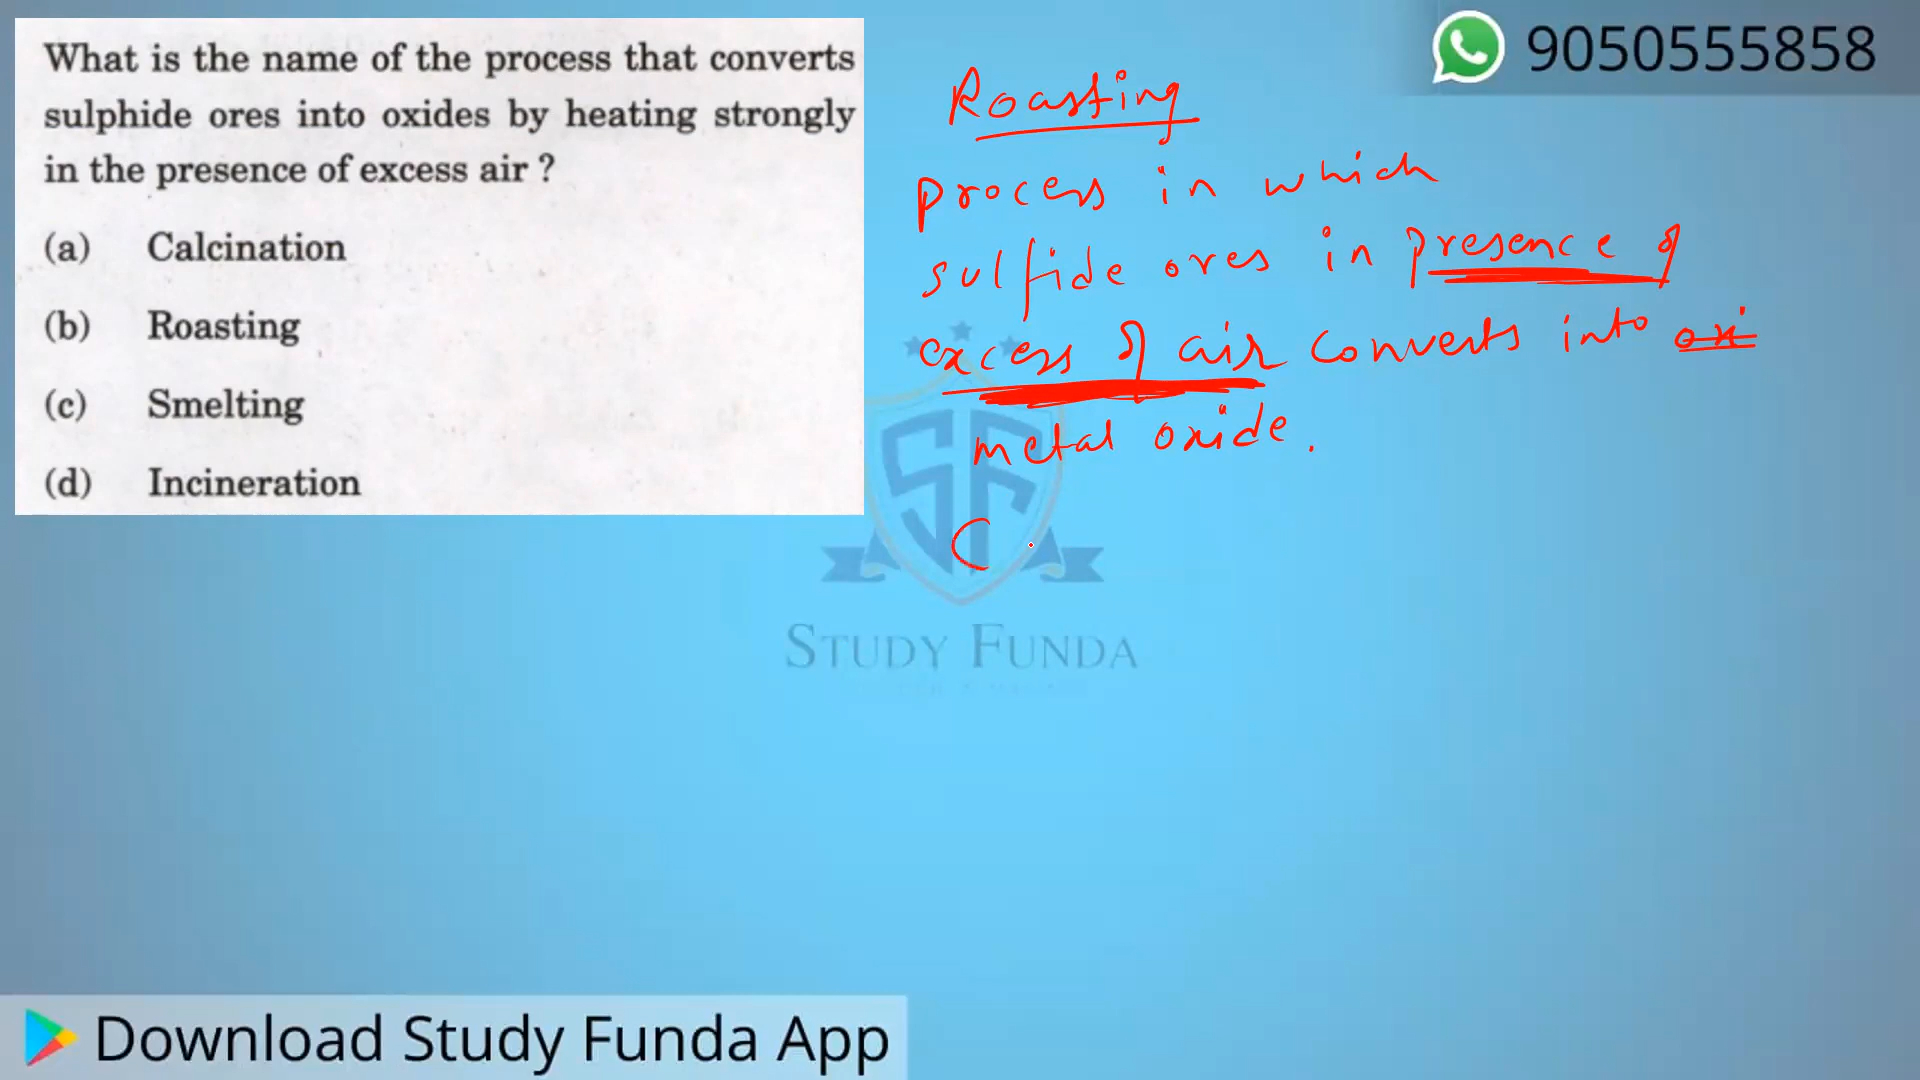 What is the name of the process that converts
sulphide ores into oxides by heating strongly
in the presence of excess air ?
(a) Calcination
(b) Roasting
(c) Smelting
(d) Incineration
9050555858
Roasting
process in which
sulfide ores in presence of
excess of air converts into oxi
metal oxide.
C
SF
STUDY FUNDA
Download Study Funda App